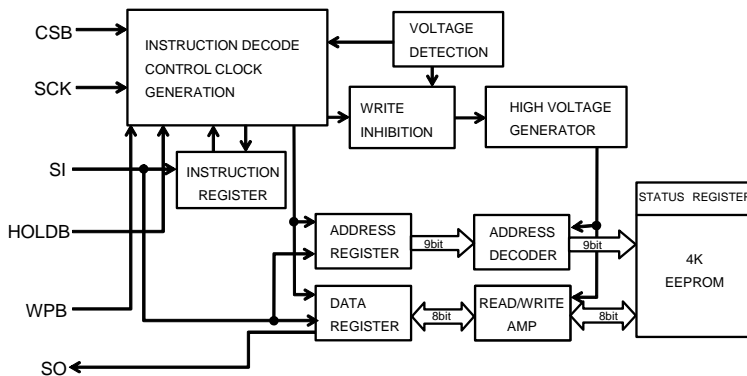 CSB
INSTRUCTION DECODE
CONTROL CLOCK
GENERATION
VOLTAGE
DETECTION
SCK
WRITE
INHIBITION
HIGH VOLTAGE
GENERATOR
SI
INSTRUCTION
REGISTER
STATUS REGISTER
HOLDB
ADDRESS
REGISTER
9bit
ADDRESS
DECODER
9bit
4K
EEPROM
WPB
DATA
REGISTER
8bit
READ/WRITE
AMP
8bit
SO